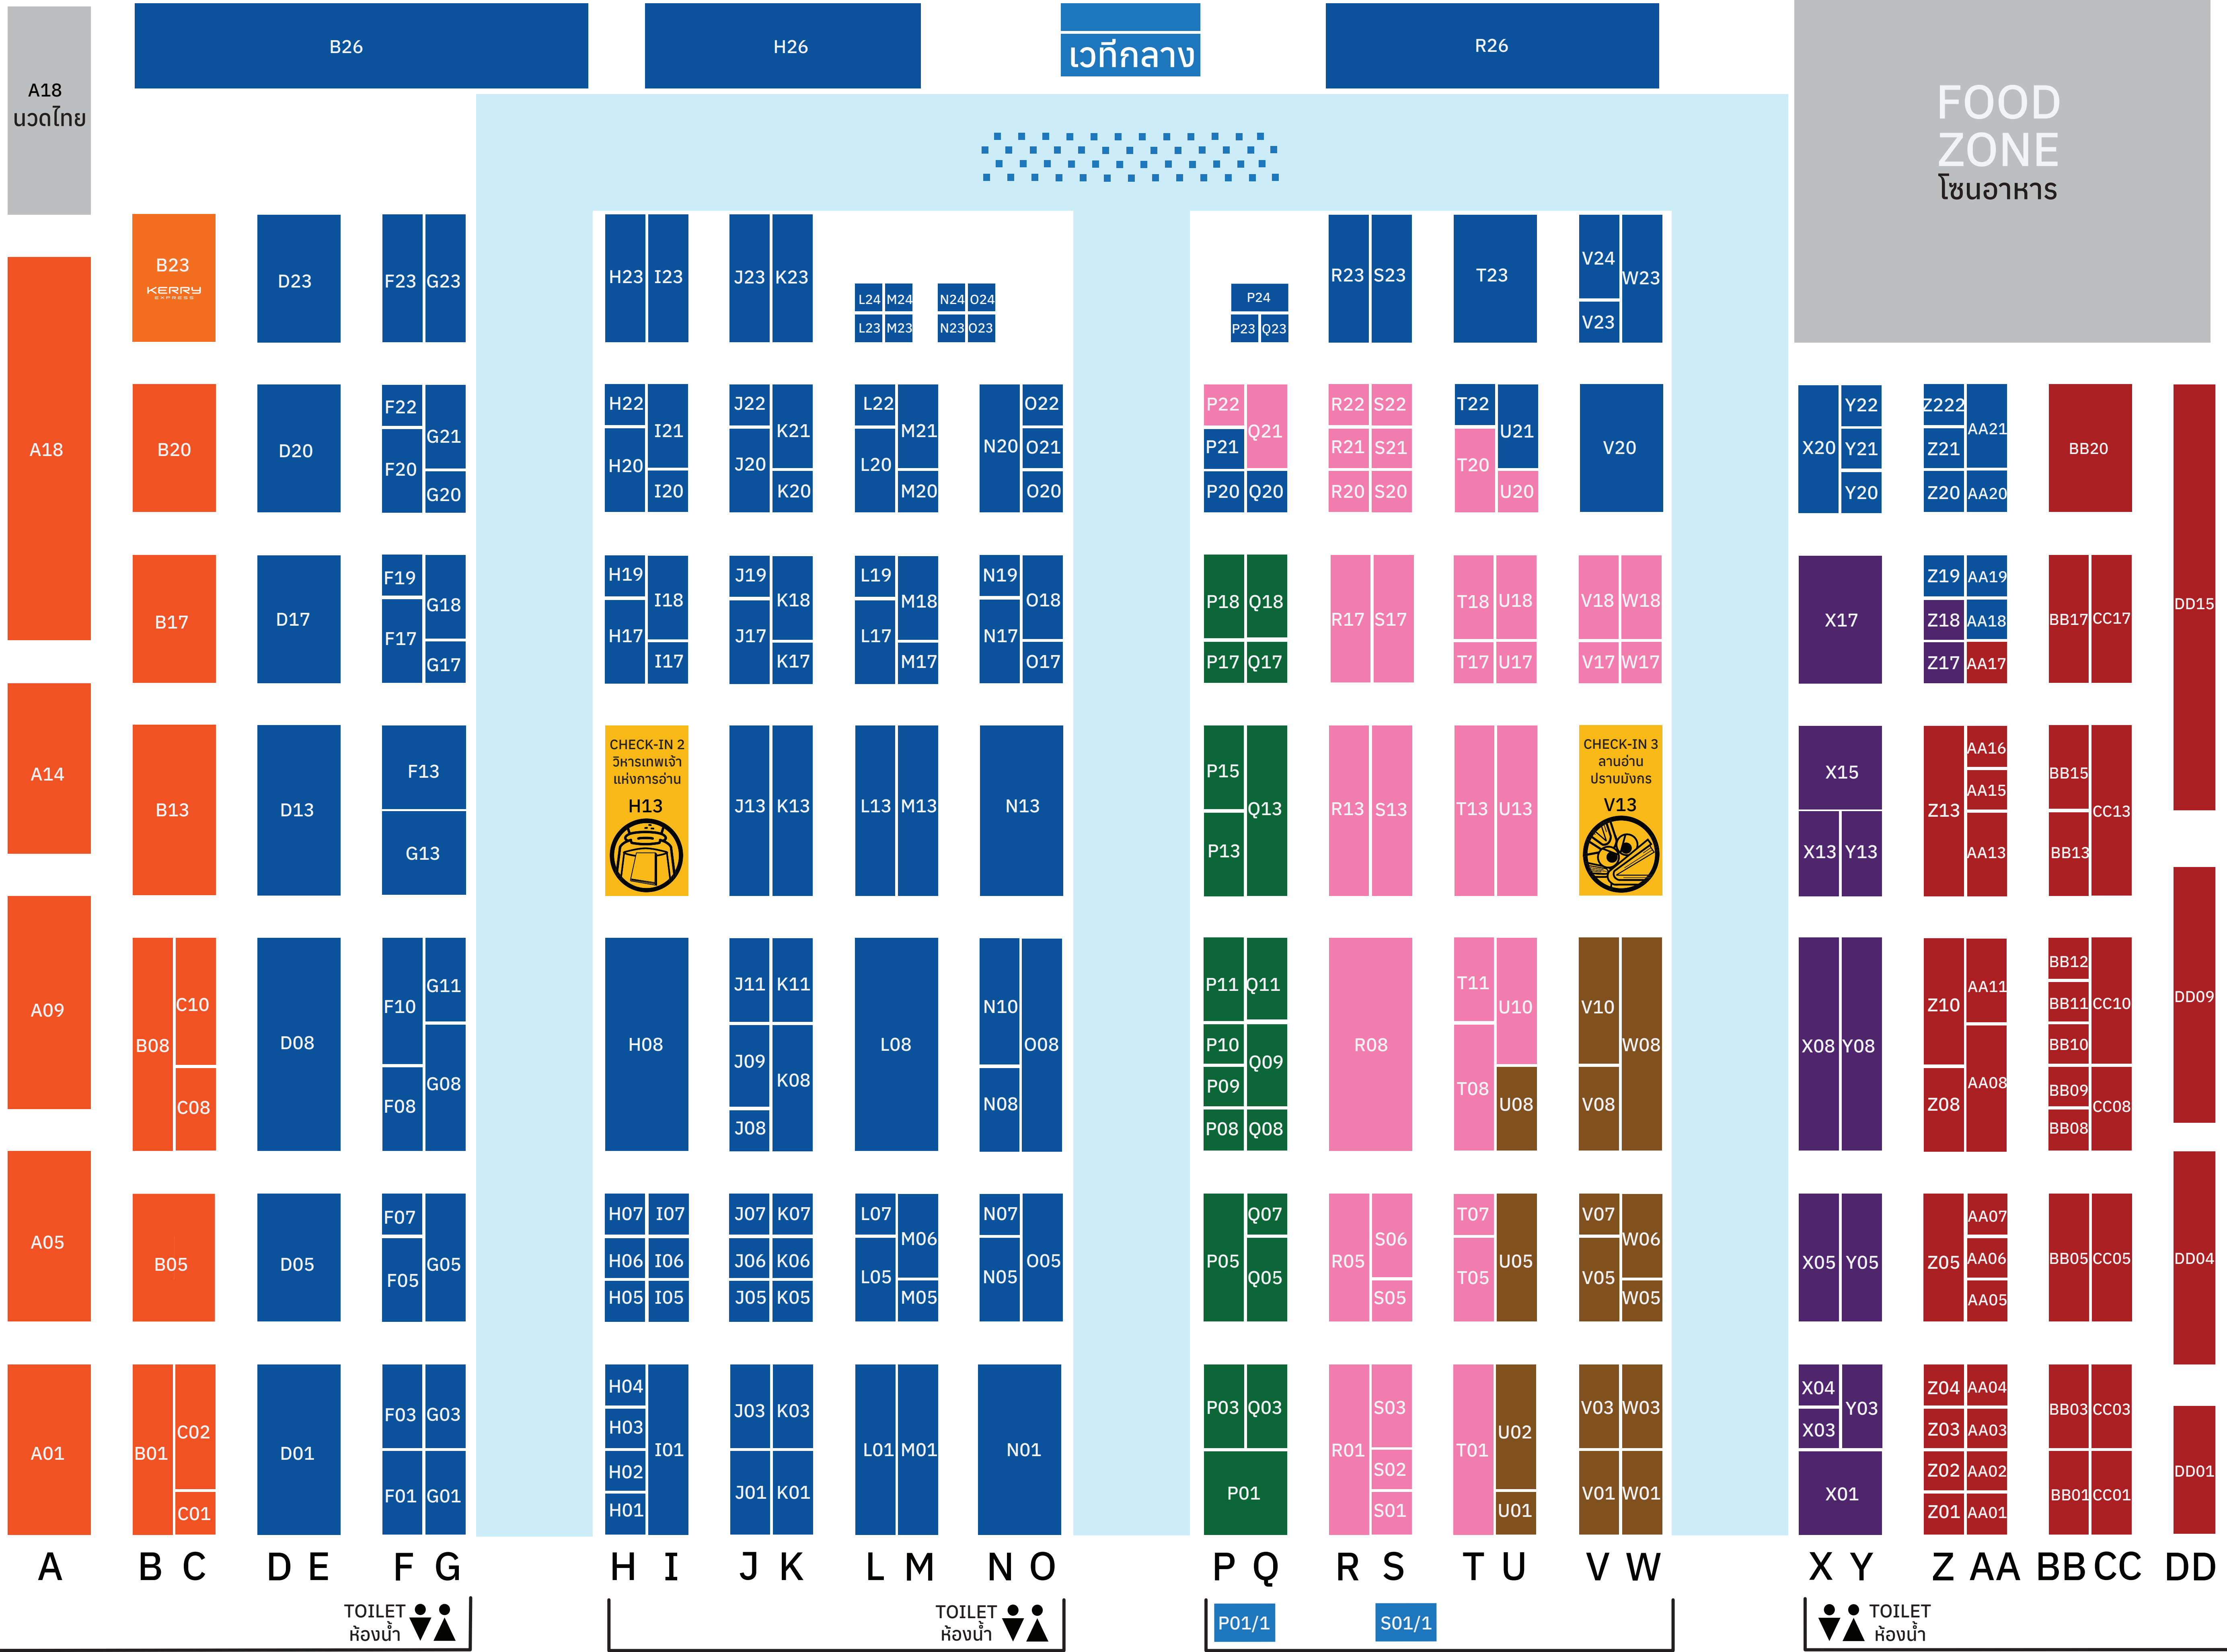 A18
นวดไทย
B26
H26
เวทีกลาง
R26
FOOD
ZONE
โซนอาหาร
B23
KERRY
EXPRESS
D23
F23 G23
H23 I23
J23 K23
L24 M24
L23 M23
N24 O24
N23 O23
P24
P23 Q23
R23 S23
T23
V24
V23
W23
A18
B20
D20
F22
F20
G21
G20
H22
H20
I21
I20
J22
J20
K21
K20
L22
L20
M21
M20
N20
O22
O21
O20
P22
P21
P20
Q21
Q20
R22 S22
R21 S21
R20 S20
T22
T20
U21
U20
V20
X20
Y22
Y21
Y20
Z222
Z21
Z20
AA21
AA20
BB20
DD15
B17
D17
F19
F17
G18
G17
H19
H17
I18
I17
J19
J17
K18
K17
L19
L17
M18
M17
N19
N17
O18
O17
P18 Q18
P17 Q17
R17 S17
T18 U18
T17 U17
V18 W18
V17 W17
X17
Z19 AA19
Z18 AA18
Z17 AA17
BB17 CC17
A14
B13
D13
F13
G13
CHECK-IN 2
วิหารเทพเจ้า
แห่งการอ่าน
H13
J13 K13
L13 M13
N13
P15
P13
Q13
R13 S13
T13 U13
CHECK-IN 3
ลานอ่าน
ปราบมังกร
V13
X15
X13 Y13
Z13
AA16
AA15
AA13
BB15
BB13
CC13
A09
B08
C10
C08
D08
F10
F08
G11
G08
H08
J11
J09
J08
K11
K08
L08
N10
N08
O08
P11
P10
P09
P08
Q11
Q09
Q08
R08
T11
T08
U10
U08
V10
V08
W08
X08 Y08
Z10
Z08
AA11
AA08
BB12
BB11
BB10
BB09
BB08
CC10
CC08
DD09
A05
B05
D05
F07
F05
G05
H07 I07
H06 I06
H05 I05
J07 K07
J06 K06
J05 K05
L07
L05
M06
M05
N07
N05
O05
P05
Q07
Q05
R05
S06
S05
T07
T05
U05
V07
V05
W06
W05
X05 Y05
Z05
AA07
AA06
AA05
BB05 CC05
DD04
A01
B01
C02
C01
D01
F03 G03
F01 G01
H04
H03
H02
H01
I01
J03 K03
J01 K01
L01 M01
N01
P03 Q03
P01
R01
S03
S02
S01
T01
U02
U01
V03 W03
V01 W01
X04
X03
Y03
X01
Z04 AA04
Z03 AA03
Z02 AA02
Z01 AA01
BB03 CC03
BB01 CC01
DD01
A B C D E F G H I J K L M N O P Q R S T U V W X Y Z AA BB CC DD
TOILET
ห้องน้ำ
TOILET
ห้องน้ำ
P01/1
S01/1
TOILET
ห้องน้ำ